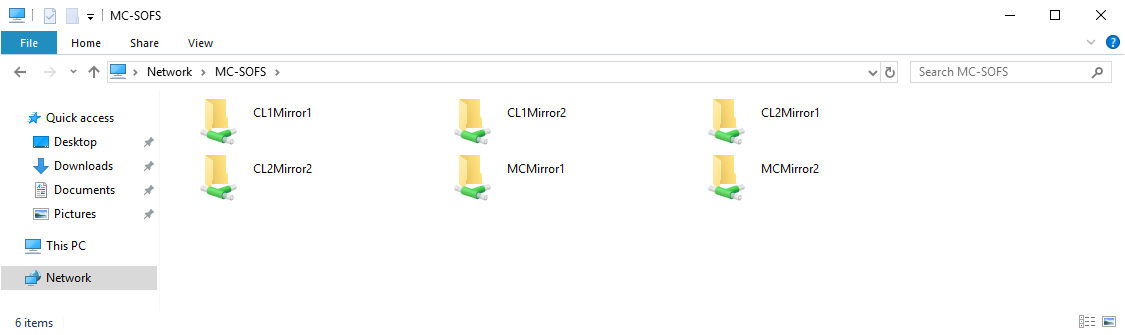 MC-SOFS
File Home Share View
Network MC-SOFS Search MC-SOFS
Quick access
Desktop
Downloads
Documents
Pictures
This PC
Network
CL1Mirror1 CL1Mirror2 CL2Mirror1
CL2Mirror2 MCMirror1 MCMirror2
6 items